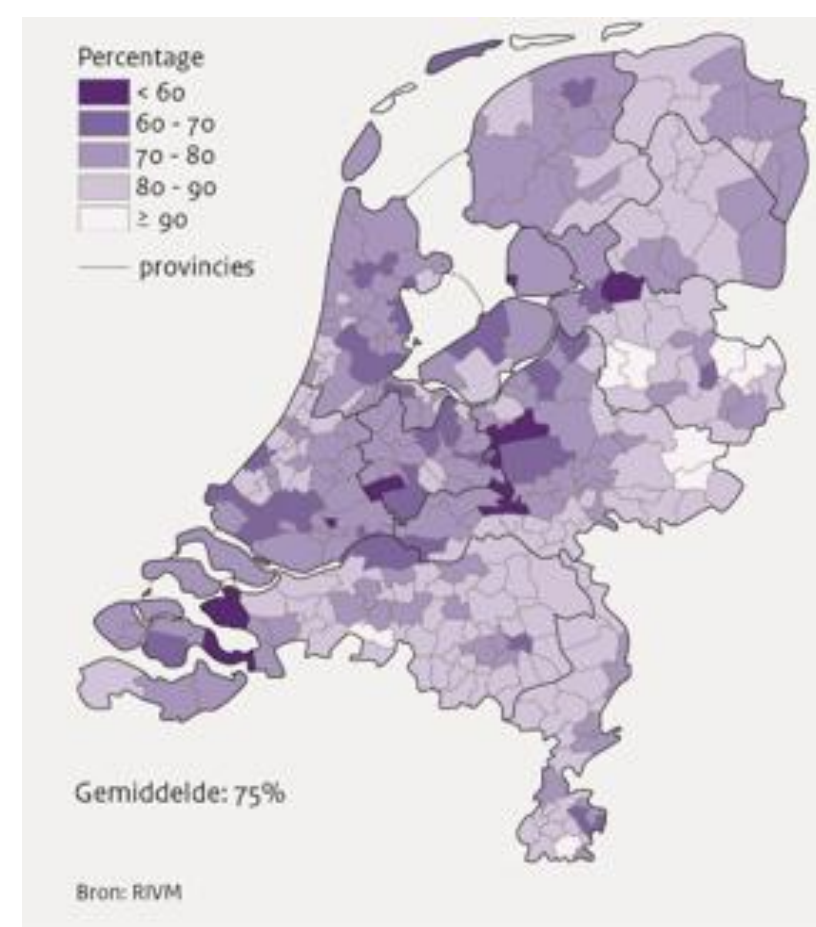 Percentage
< 60
60 - 70
70 - 80
80 - 90
≥ 90
provincies
Gemiddelde: 75%
Bron: RIVM